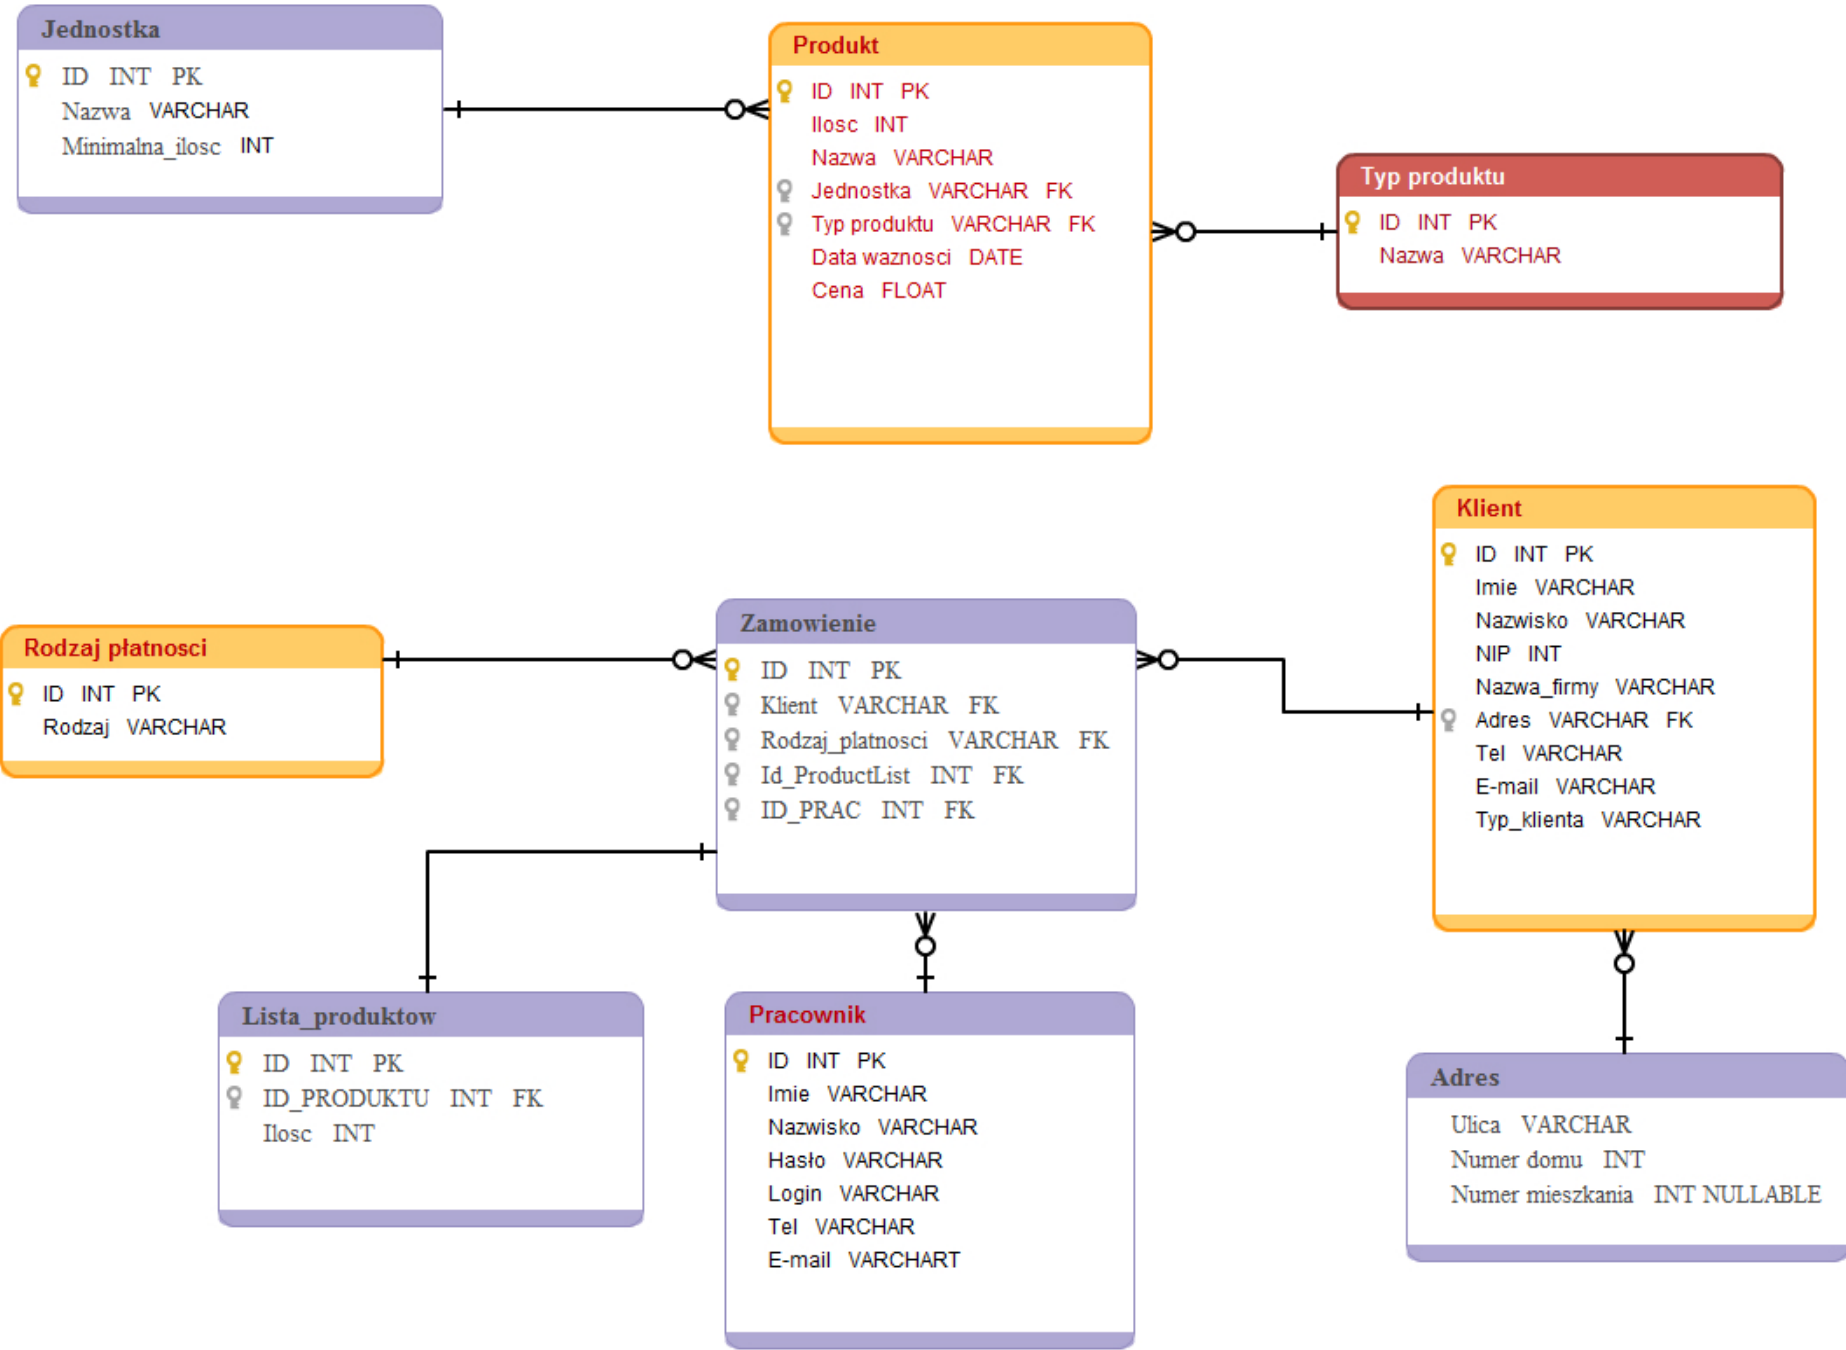 Jednostka
ID INT PK
Nazwa VARCHAR
Minimalna_ilosc INT
Produkt
ID INT PK
Ilosc INT
Nazwa VARCHAR
Jednostka VARCHAR FK
Typ produktu VARCHAR FK
Data waznosci DATE
Cena FLOAT
Typ produktu
ID INT PK
Nazwa VARCHAR
Rodzaj płatnosci
ID INT PK
Rodzaj VARCHAR
Zamowienie
ID INT PK
Klient VARCHAR FK
Rodzaj_platnosci VARCHAR FK
Id_ProductList INT FK
ID_PRAC INT FK
Klient
ID INT PK
Imie VARCHAR
Nazwisko VARCHAR
NIP INT
Nazwa_firmy VARCHAR
Adres VARCHAR FK
Tel VARCHAR
E-mail VARCHAR
Typ_klienta VARCHAR
Lista_produktow
ID INT PK
ID_PRODUKTU INT FK
Ilosc INT
Pracownik
ID INT PK
Imie VARCHAR
Nazwisko VARCHAR
Hasło VARCHAR
Login VARCHAR
Tel VARCHAR
E-mail VARCHART
Adres
Ulica VARCHAR
Numer domu INT
Numer mieszkania INT NULLABLE